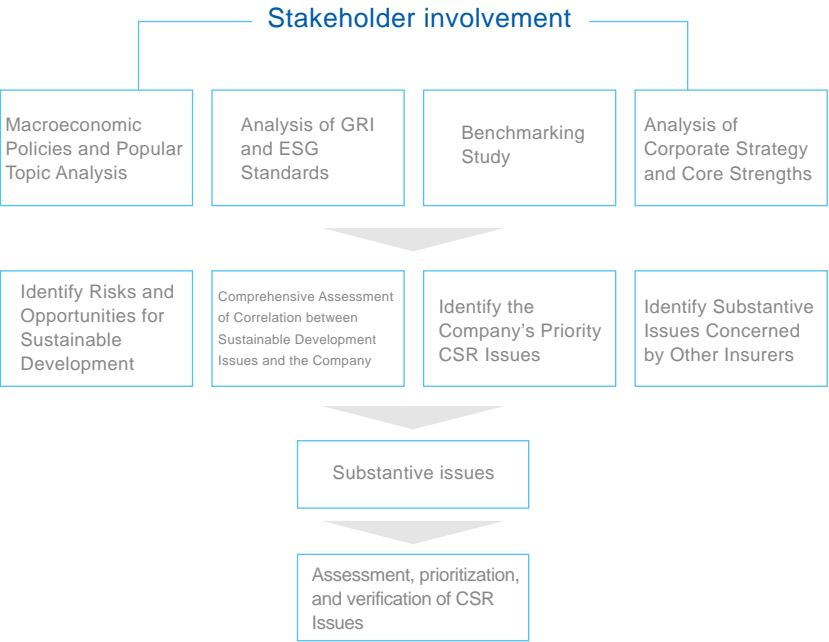 Stakeholder involvement
Macroeconomic
Policies and Popular
Topic Analysis
Analysis of GRI
and ESG
Standards
Benchmarking
Study
Analysis of
Corporate Strategy
and Core Strengths
Identify Risks and
Opportunities for
Sustainable
Development
Comprehensive Assessment
of Correlation between
Sustainable Development
Issues and the Company
Identify the
Company’s Priority
CSR Issues
Identify Substantive
Issues Concerned
by Other Insurers
Substantive issues
Assessment, prioritization,
and verification of CSR
Issues